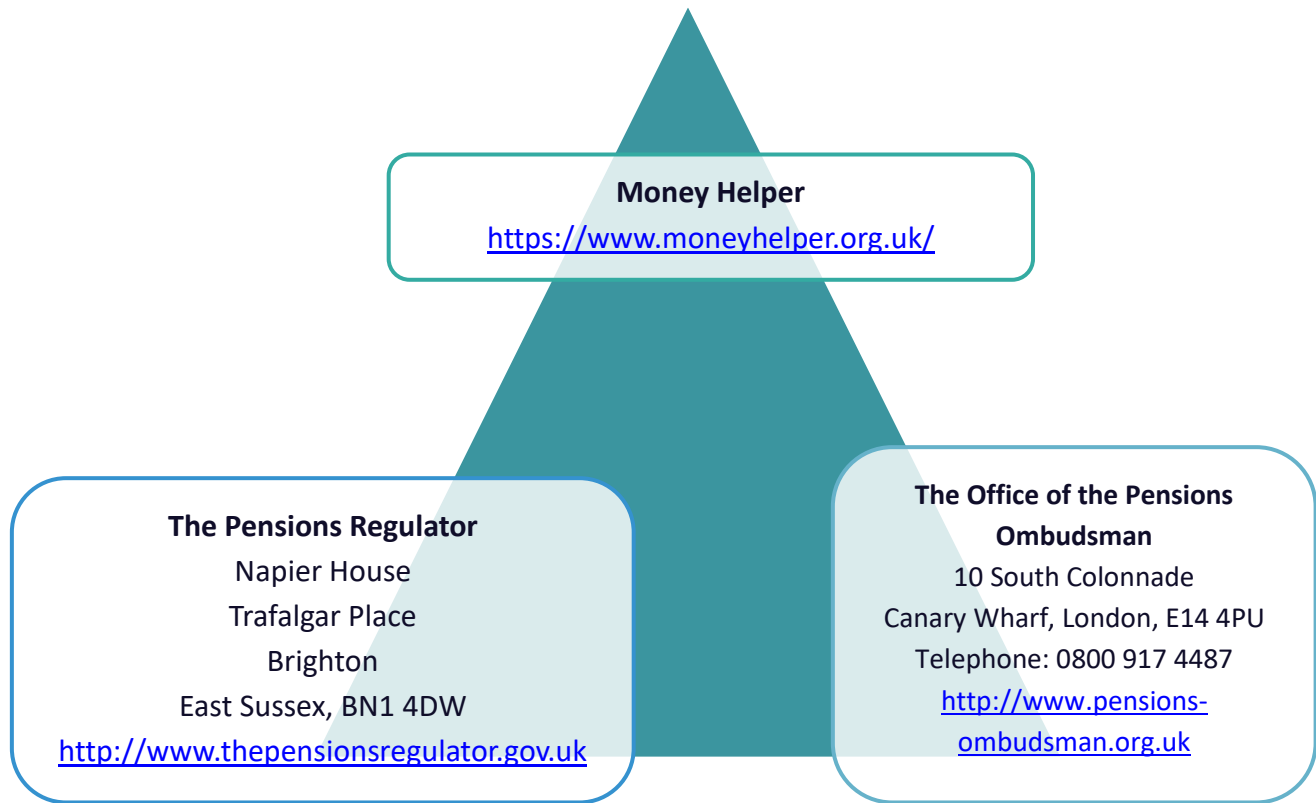 Money Helper
https://www.moneyhelper.org.uk/
The Pensions Regulator
Napier House
Trafalgar Place
Brighton
East Sussex, BN1 4DW
http://www.thepensionsregulator.gov.uk
The Office of the Pensions
Ombudsman
10 South Colonnade
Canary Wharf, London, E14 4PU
Telephone: 0800 917 4487
http://www.pensions-
ombudsman.org.uk